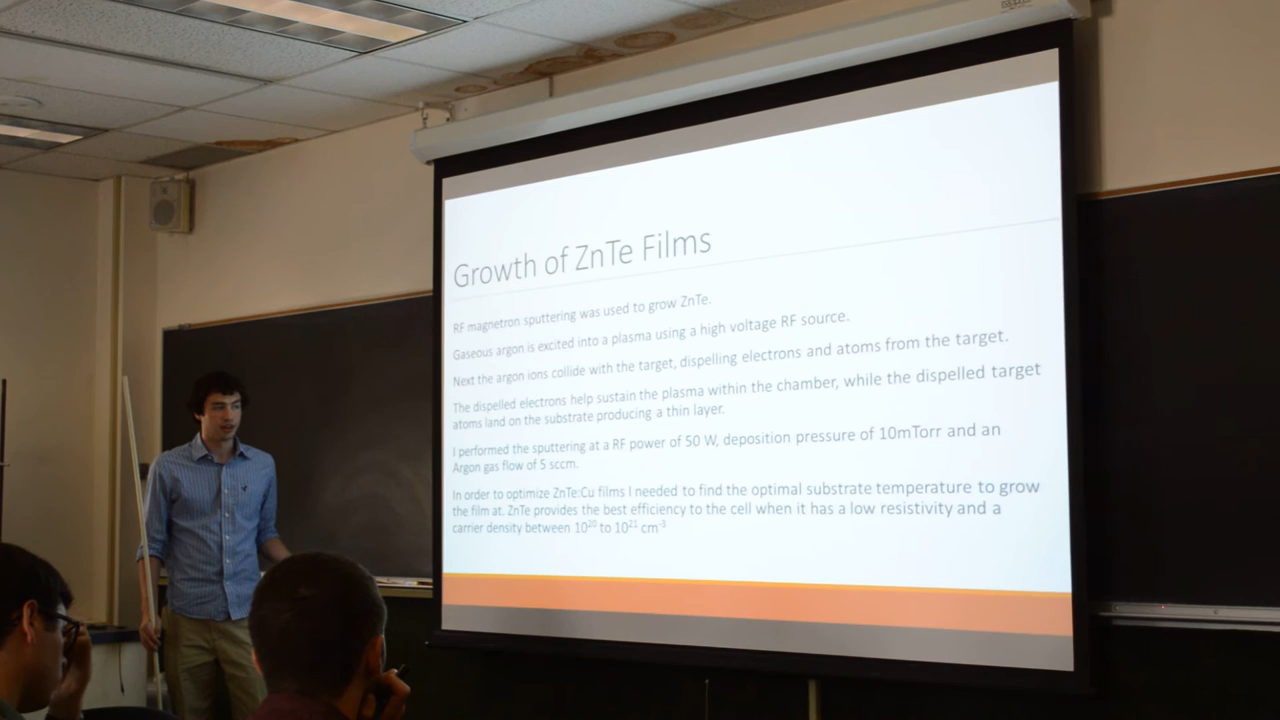 Growth of ZnTe Films
RF magnetron sputtering was used to grow ZnTe.
Gaseous argon is excited into a plasma using a high voltage RF source.
Next the argon ions collide with the target, dispelling electrons and atoms from the target.
The dispelled electrons help sustain the plasma within the chamber, while the dispelled target
atoms land on the substrate producing a thin layer.
I performed the sputtering at a RF power of 50 W, deposition pressure of 10mTorr and an
Argon gas flow of 5 sccm.
In order to optimize ZnTe:Cu films I needed to find the optimal substrate temperature to grow
the film at. ZnTe provides the best efficiency to the cell when it has a low resistivity and a
carrier density between 10²⁰ to 10²¹ cm⁻³